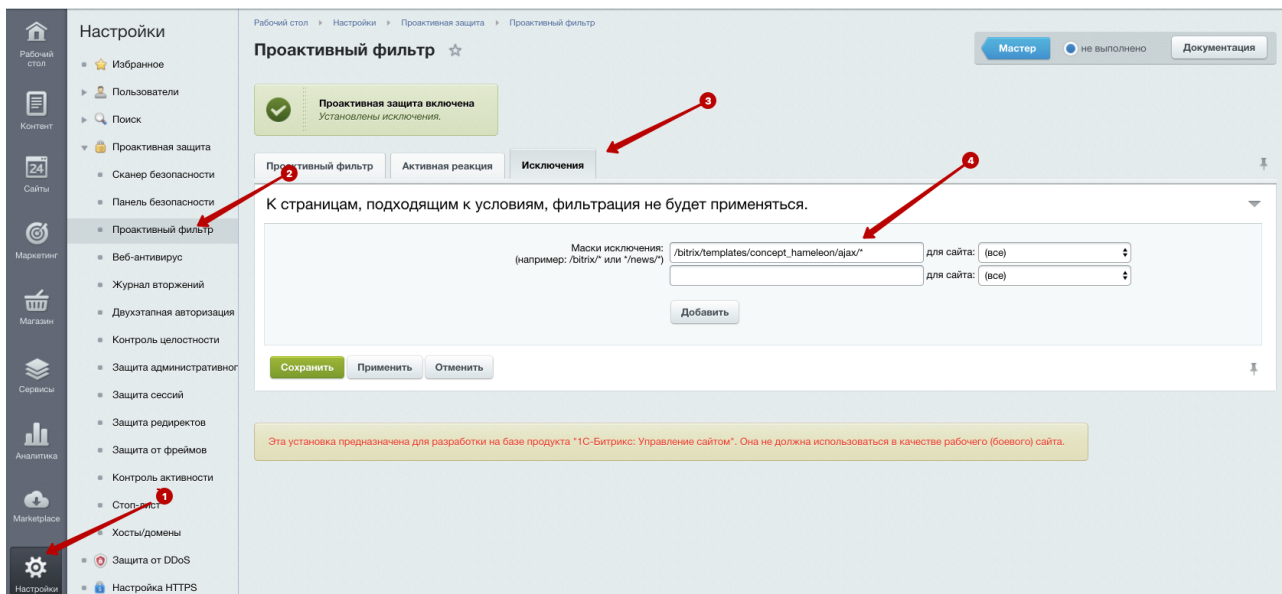 Рабочий
стол
Контент
24
Сайты
Маркетинг
Магазин
Сервисы
Аналитика
Marketplace
Настройки
Настройки
Избранное
Пользователи
Поиск
Проактивная защита
Сканер безопасности
Панель безопасности
Проактивный фильтр
Веб-антивирус
Журнал вторжений
Двухэтапная авторизация
Контроль целостности
Защита административног
Защита сессий
Защита редиректов
Защита от фреймов
Контроль активности
Стоп-лист
Хосты/домены
Защита от DDoS
Настройка HTTPS
1
2
Рабочий стол Настройки Проактивная защита Проактивный фильтр
Проактивный фильтр
Мастер не выполнено Документация
Проактивная защита включена
Установлены исключения.
3
4
Проактивный фильтр Активная реакция Исключения
К страницам, подходящим к условиям, фильтрация не будет применяться.
Маски исключения: /bitrix/templates/concept_hameleon/ajax/* для сайта: (все)
(например: /bitrix/* или */news/*)
для сайта: (все)
Добавить
Сохранить Применить Отменить
Эта установка предназначена для разработки на базе продукта "1С-Битрикс: Управление сайтом". Она не должна использоваться в качестве рабочего (боевого) сайта.